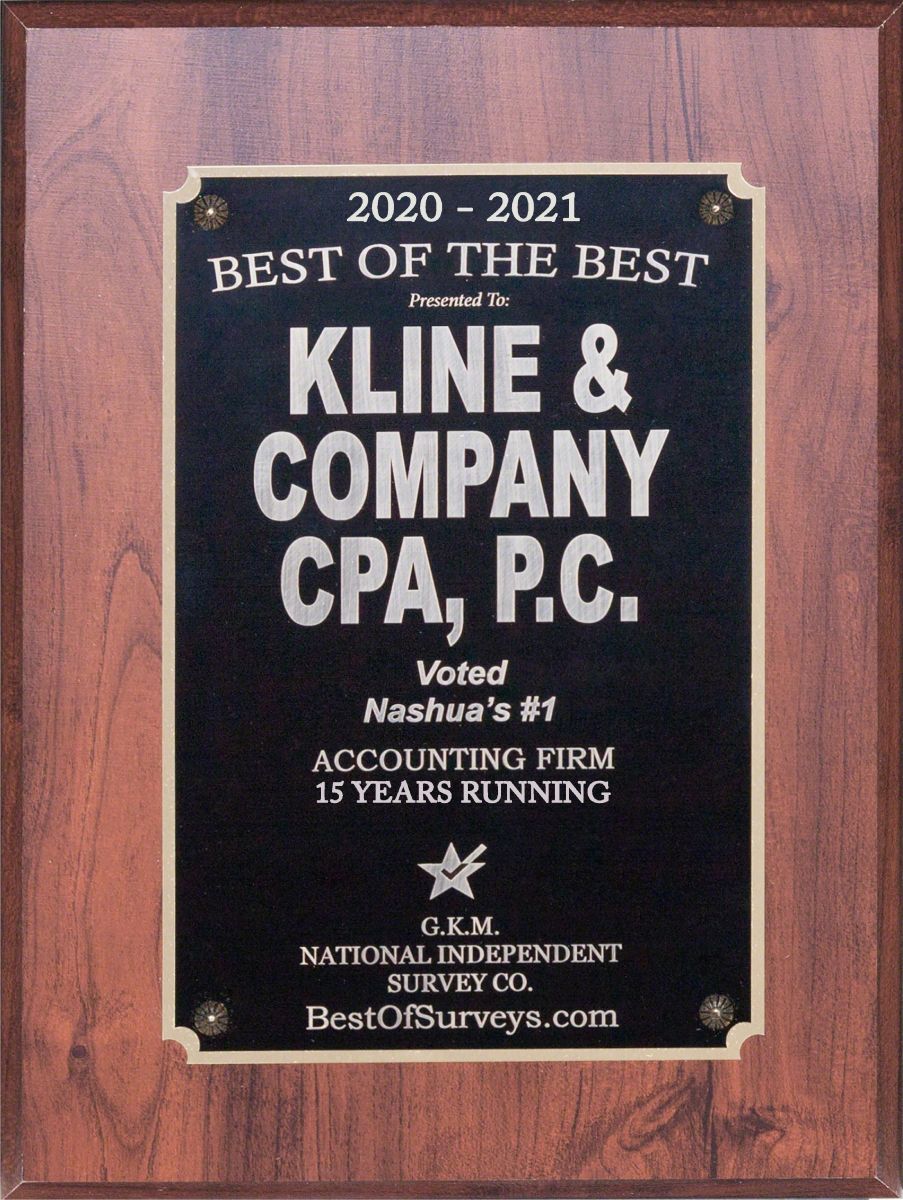 2020 - 2021
BEST OF THE BEST
Presented To:
KLINE &
COMPANY
CPA, P.C.
Voted
Nashua's #1
ACCOUNTING FIRM
15 YEARS RUNNING
G.K.M.
NATIONAL INDEPENDENT
SURVEY CO.
BestOfSurveys.com